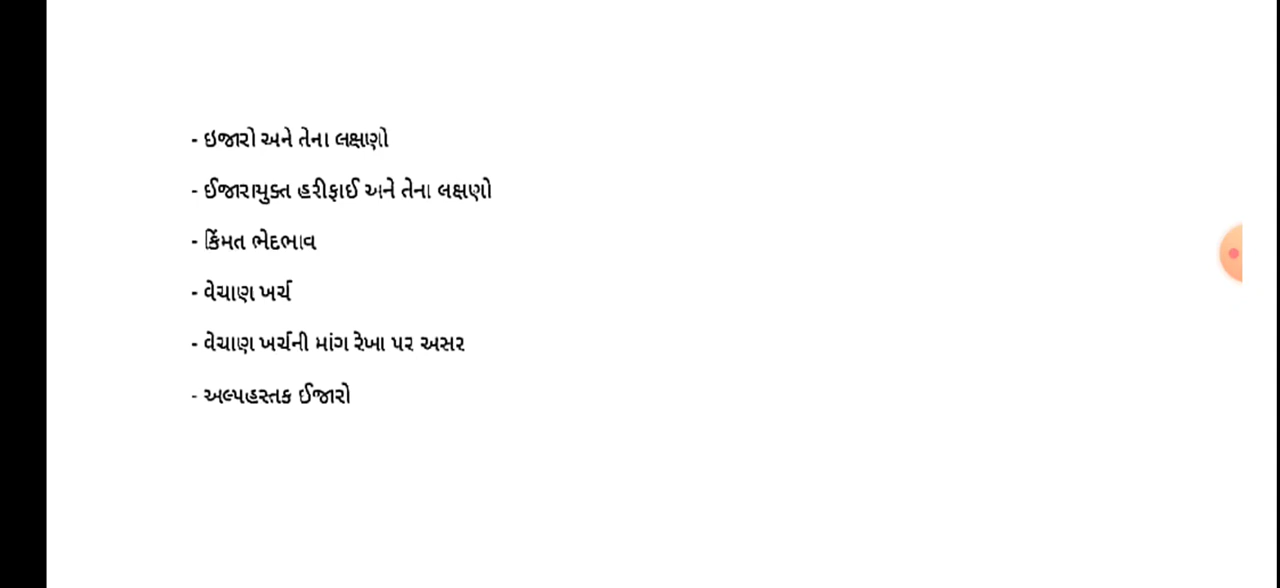 - ઇજારો અને તેના લક્ષણો
- ઈજારાયુક્ત હરીફાઈ અને તેના લક્ષણો
- કિંમત ભેદભાવ
- વેચાણ ખર્ચ
- વેચાણ ખર્ચની માંગ રેખા પર અસર
- અલ્પહસ્તક ઈજારો